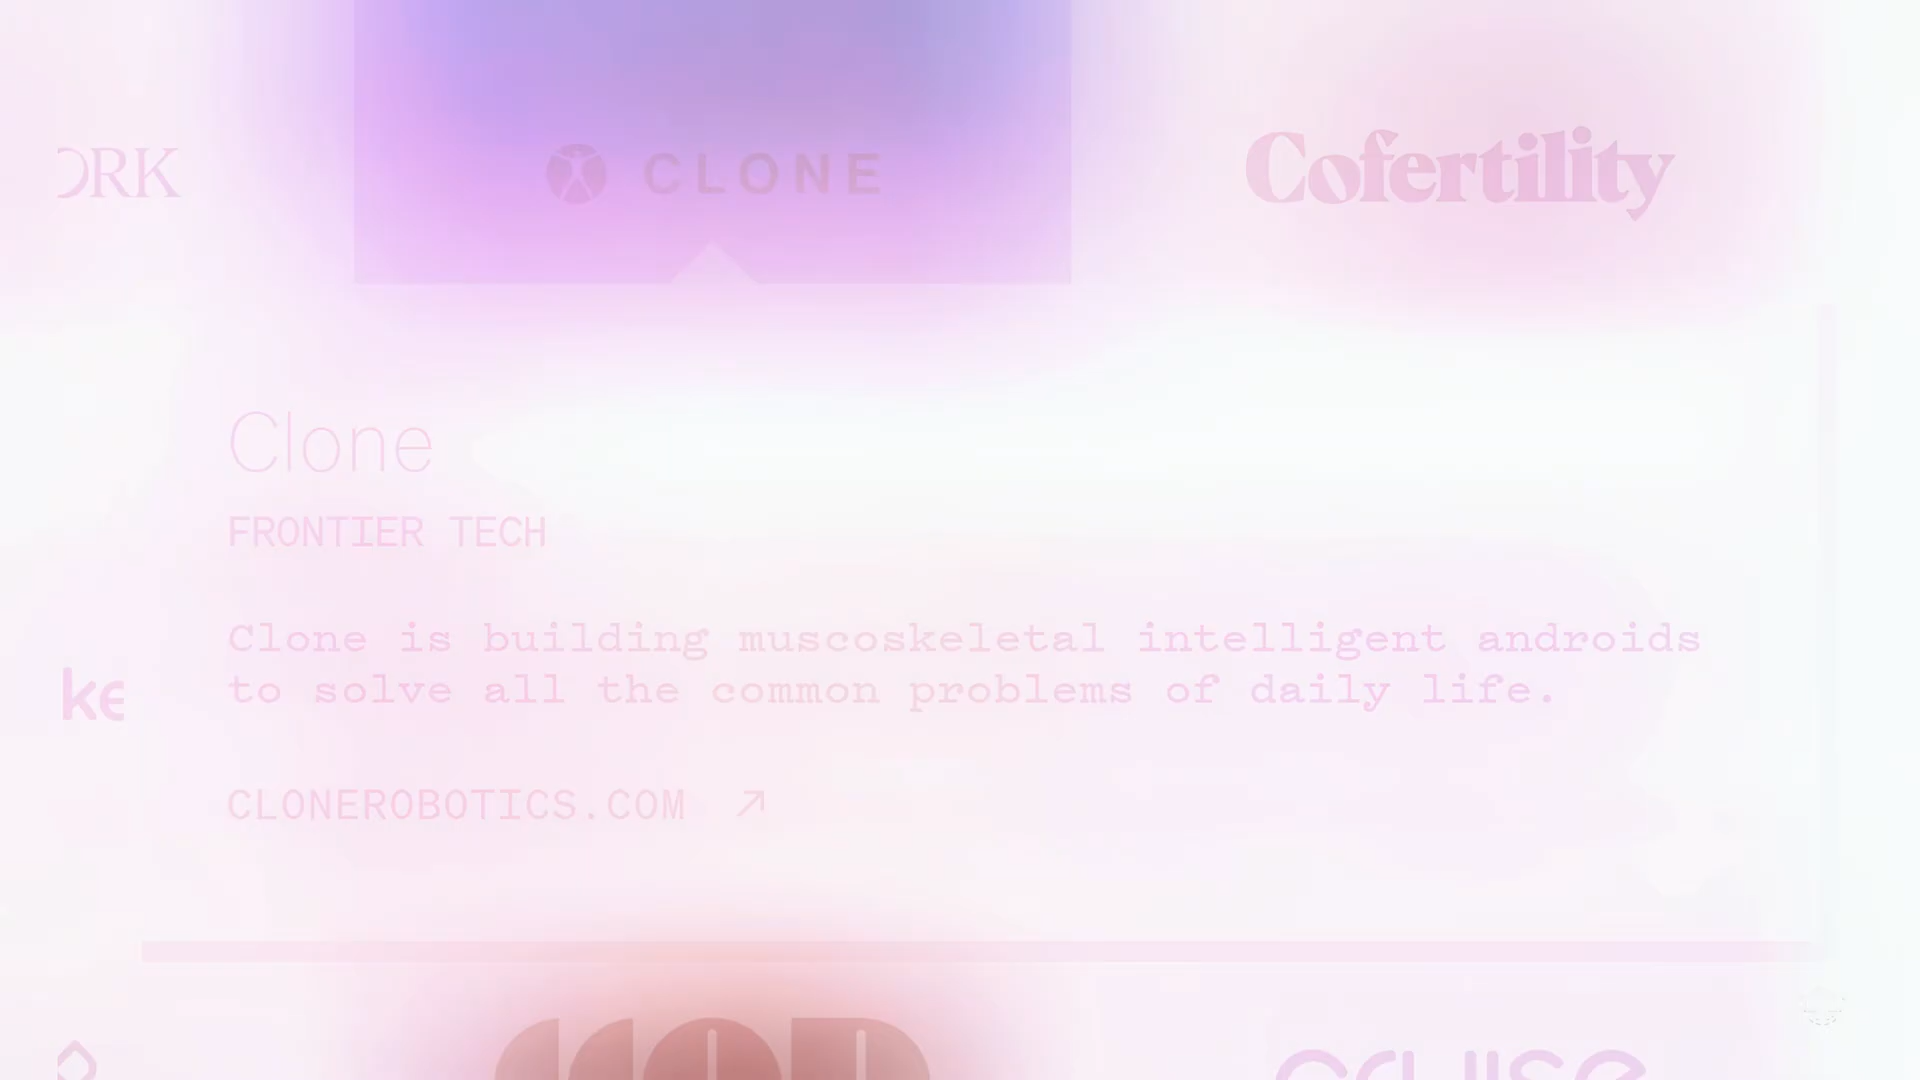 CLONE
Cofertility
Clone
FRONTIER TECH
Clone is building muscoskeletal intelligent androids
to solve all the common problems of daily life.
CLONEROBOTICS.COM ↗
cruise